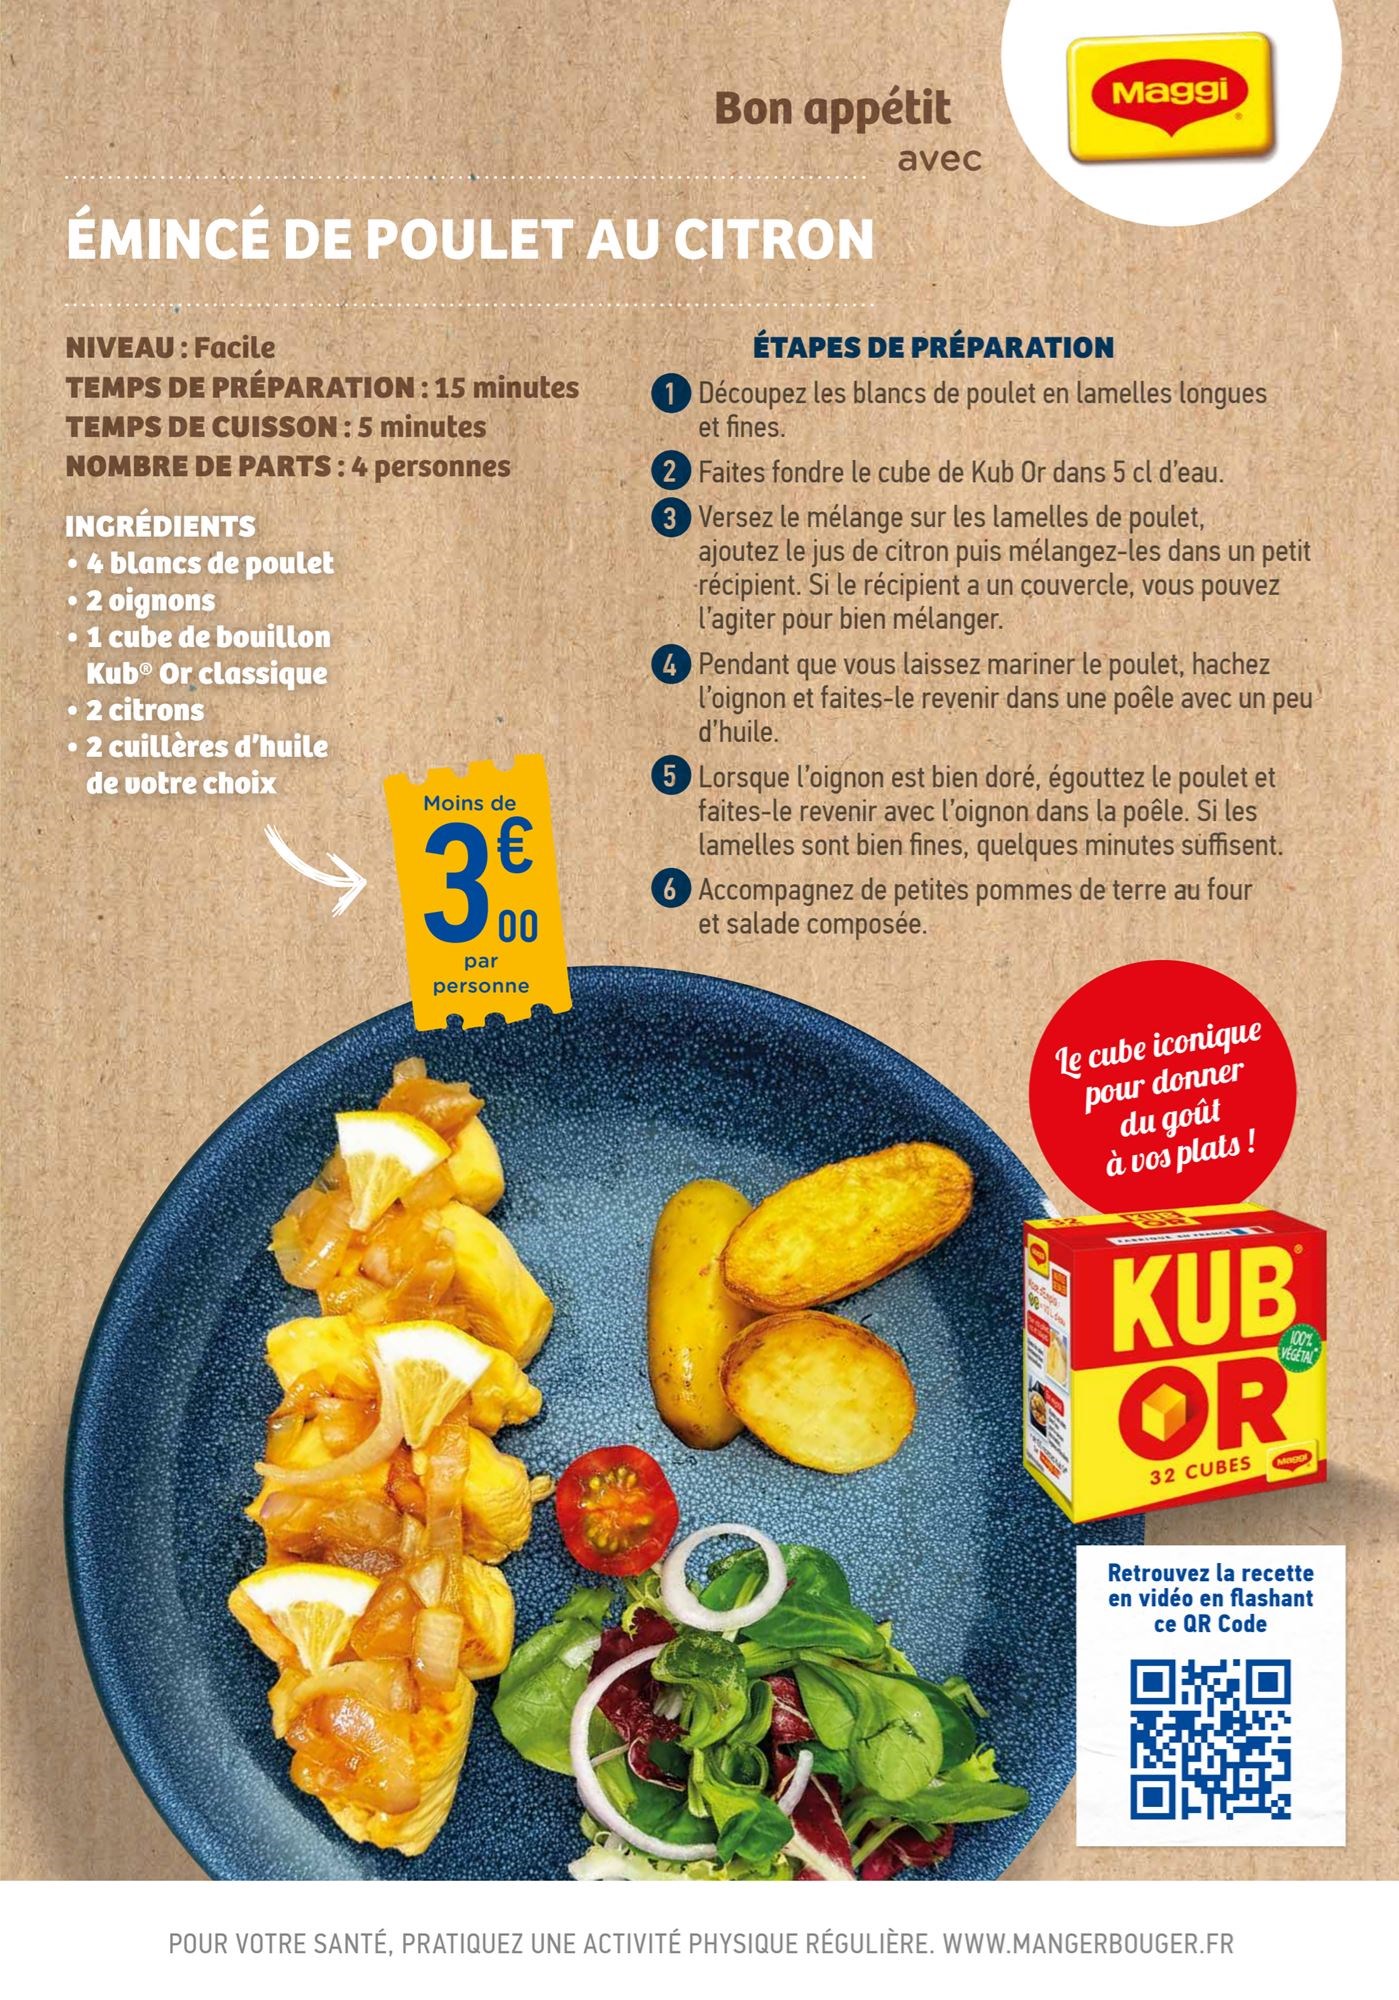 Bon appétit
avec
Maggi
ÉMINCÉ DE POULET AU CITRON
NIVEAU : Facile
TEMPS DE PRÉPARATION : 15 minutes
TEMPS DE CUISSON : 5 minutes
NOMBRE DE PARTS : 4 personnes
INGRÉDIENTS
• 4 blancs de poulet
• 2 oignons
• 1 cube de bouillon
Kub® Or classique
• 2 citrons
• 2 cuillères d'huile
de votre choix
Moins de
3€00
par
personne
ÉTAPES DE PRÉPARATION
1 Découpez les blancs de poulet en lamelles longues
et fines.
2 Faites fondre le cube de Kub Or dans 5 cl d'eau.
3 Versez le mélange sur les lamelles de poulet,
ajoutez le jus de citron puis mélangez-les dans un petit
récipient. Si le récipient a un couvercle, vous pouvez
l'agiter pour bien mélanger.
4 Pendant que vous laissez mariner le poulet, hachez
l'oignon et faites-le revenir dans une poêle avec un peu
d'huile.
5 Lorsque l'oignon est bien doré, égouttez le poulet et
faites-le revenir avec l'oignon dans la poêle. Si les
lamelles sont bien fines, quelques minutes suffisent.
6 Accompagnez de petites pommes de terre au four
et salade composée.
Le cube iconique
pour donner
du goût
à vos plats !
32 KUB OR
FABRIQUÉ EN FRANCE
KUB®
100%
VÉGÉTAL
OR
32 CUBES
Maggi
Retrouvez la recette
en vidéo en flashant
ce QR Code
POUR VOTRE SANTÉ, PRATIQUEZ UNE ACTIVITÉ PHYSIQUE RÉGULIÈRE. WWW.MANGERBOUGER.FR